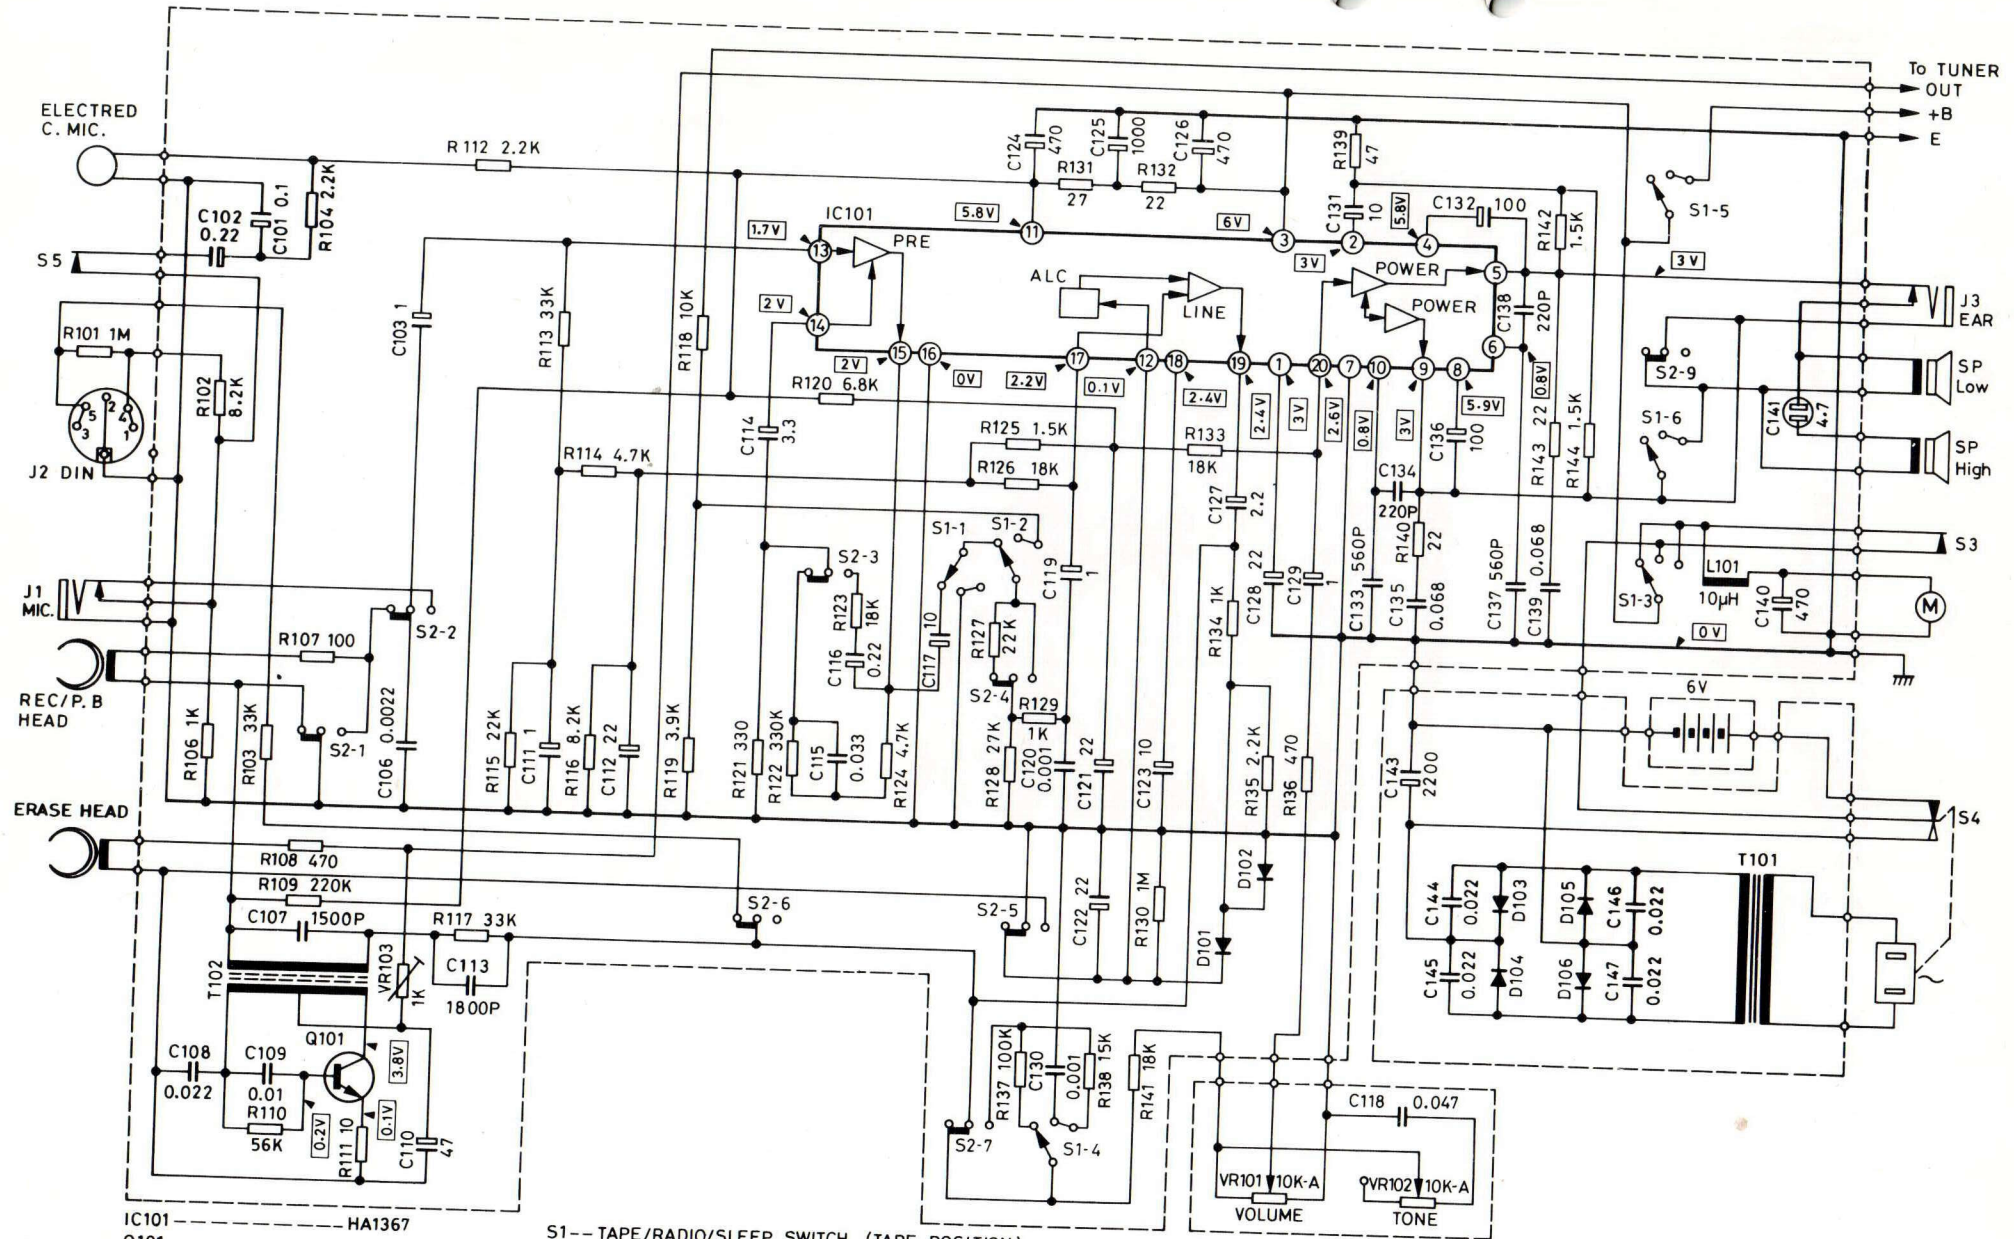 To TUNER
OUT
+B
E
ELECTRED
C. MIC.
R112 2.2K
C102
0.22
C101 0.1
R104 2.2K
S5
R101 1M
R102
8.2K
5 2 4
3 1
J2 DIN
J1
MIC.
REC/P.B
HEAD
R107 100
S2-2
S2-1
R106 1K
R103 33K
C106 0.0022
ERASE HEAD
R108 470
R109 220K
C107 1500P
R117 33K
C113
1800P
T102
VR103
1K
Q101
3.8V
C108
0.022
C109
0.01
R110
56K
0.2V
R111 10
0.1V
C110
47
C103 1
R113 33K
R118 10K
R114 4.7K
R115 22K
C111 1
R116 8.2K
C112 22
R119 3.9K
C114
3.3
R120 6.8K
R121 330
R122 330K
S2-3
R123
18K
C116
0.22
C115
0.033
R124 4.7K
C117 10
S1-1
S1-2
R127
22K
S2-4
R129
1K
R128 27K
C120
0.001
C119
1
C121 22
C123 10
R125 1.5K
R126 18K
R133
18K
C124
470
C125
1000
C126
470
R131
27
R132
22
R139
47
C131
10
C132 100
R142
1.5K
IC101
1.7V
5.8V
6V
3V
5.8V
3V
13
11
3
2
4
5
6
14
PRE
ALC
LINE
POWER
POWER
2V
2V
15
16
17
12
18
19
1
20
7
10
9
8
0V
2.2V
0.1V
2.4V
2.4V
3V
2.6V
0.8V
3V
5.9V
0.8V
C138
220P
C136
100
C134
220P
R143 22
R144 1.5K
R140
22
C127
2.2
C128 22
C129
1
C133 560P
C135
0.068
C137 560P
C139 0.068
R134 1K
R135 2.2K
R136 470
D102
D101
C122 22
R130 1M
S2-5
S2-6
S2-7
R137 100K
C130
0.001
R138 15K
R141 18K
S1-4
C118 0.047
VR101 10K-A
VOLUME
VR102 10K-A
TONE
S1-5
J3
EAR
S2-9
SP
Low
S1-6
C141
4.7
SP
High
S3
L101
10μH
S1-3
C140
470
M
0V
6V
C143
2200
S4
T101
C144
0.022
D103
D105
C146
0.022
C145
0.022
D104
D106
C147
0.022
IC101 ------------ HA1367
S1--TAPE/RADIO/SLEEP SWITCH (TAPE POSITION)